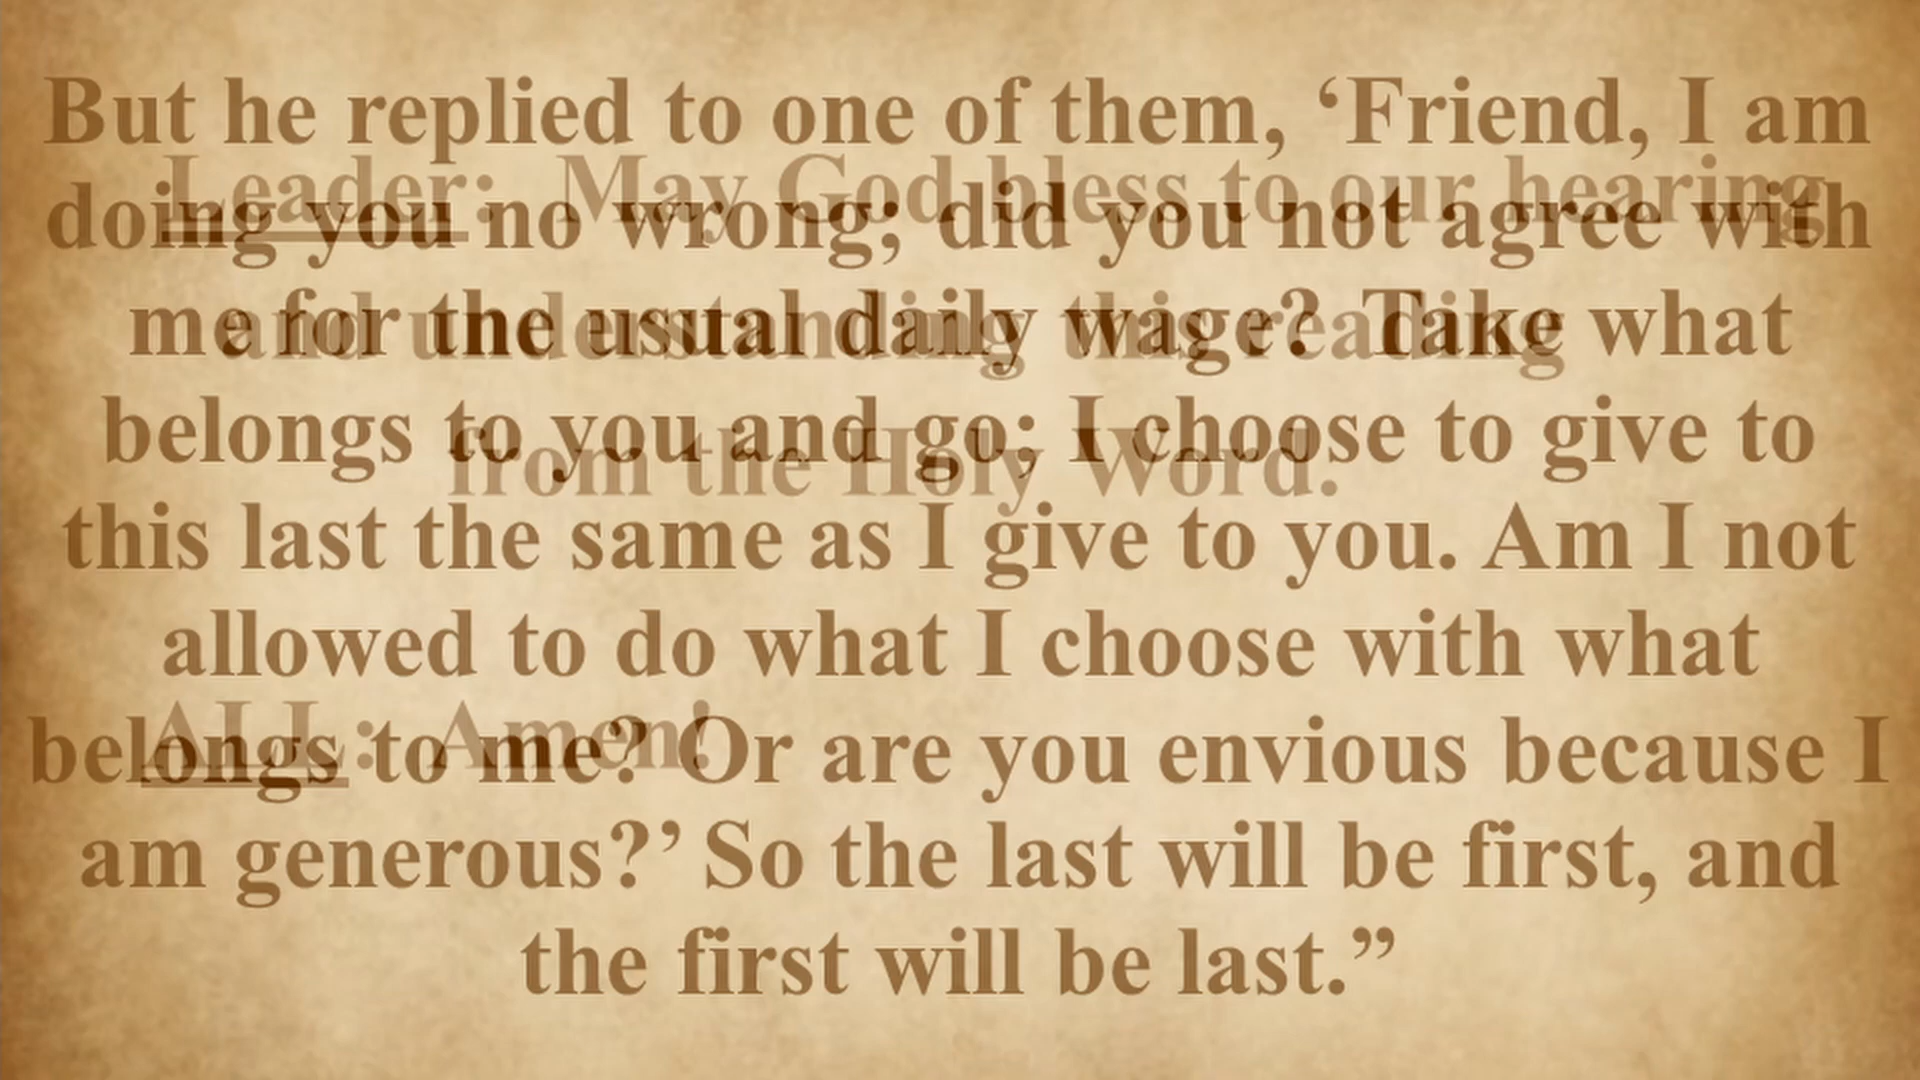 But he replied to one of them, ‘Friend, I am
doing you no wrong; did you not agree with
me for the usual daily wage? Take what
belongs to you and go; I choose to give to
this last the same as I give to you. Am I not
allowed to do what I choose with what
belongs to me? Or are you envious because I
am generous?’ So the last will be first, and
the first will be last.”
Leader: May God bless to our hearing
and understanding this reading
from the Holy Word.
ALL: Amen!